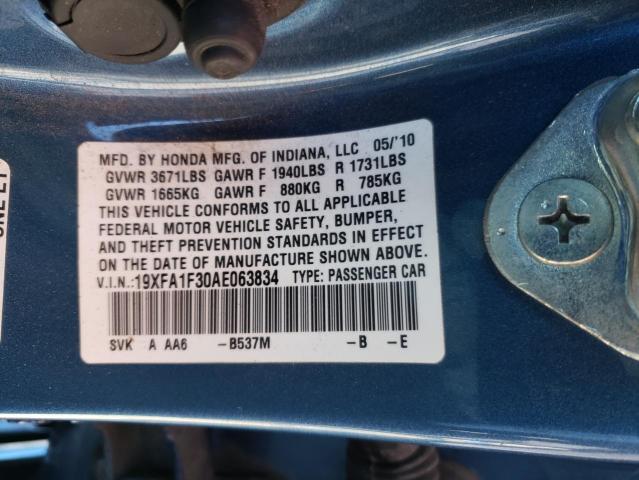 MFD. BY HONDA MFG. OF INDIANA, LLC 05/'10
GVWR 3671LBS GAWR F 1940LBS R 1731LBS
GVWR 1665KG GAWR F 880KG R 785KG
THIS VEHICLE CONFORMS TO ALL APPLICABLE
FEDERAL MOTOR VEHICLE SAFETY, BUMPER,
AND THEFT PREVENTION STANDARDS IN EFFECT
ON THE DATE OF MANUFACTURE SHOWN ABOVE.
V.I.N.:19XFA1F30AE063834 TYPE: PASSENGER CAR
SVK A AA6 -B537M -B -E